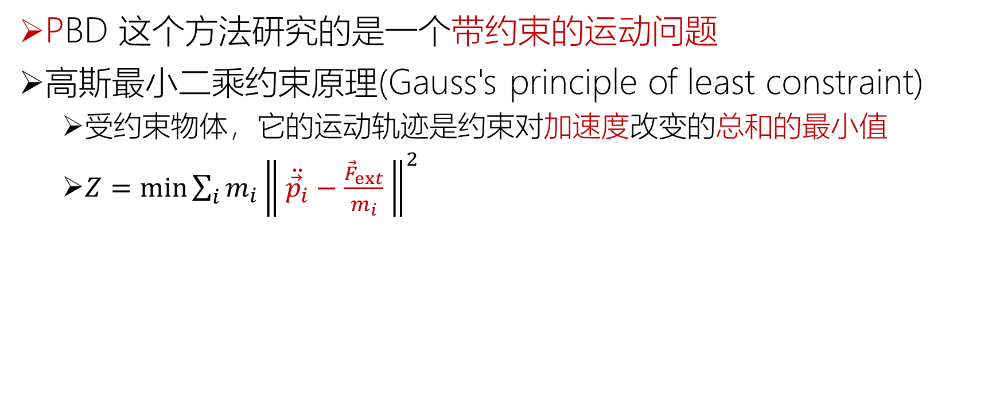 ➢PBD 这个方法研究的是一个带约束的运动问题
➢高斯最小二乘约束原理(Gauss's principle of least constraint)
➢受约束物体，它的运动轨迹是约束对加速度改变的总和的最小值
➢$Z = \min \sum_i m_i \left\| \ddot{\vec{p}}_i - \frac{\vec{F}_{\mathrm{ex}t}}{m_i} \right\|^2$